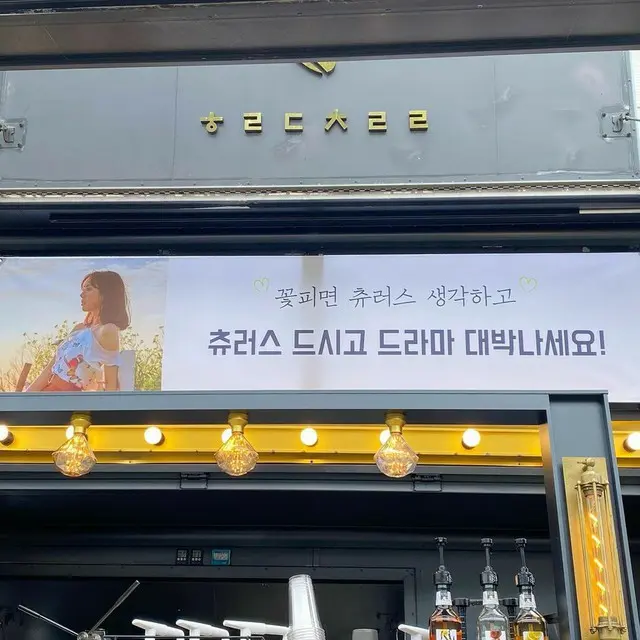 ㅎㄹㄷㅊㄹㄹ
꽃피면 츄러스 생각하고
츄러스 드시고 드라마 대박나세요!